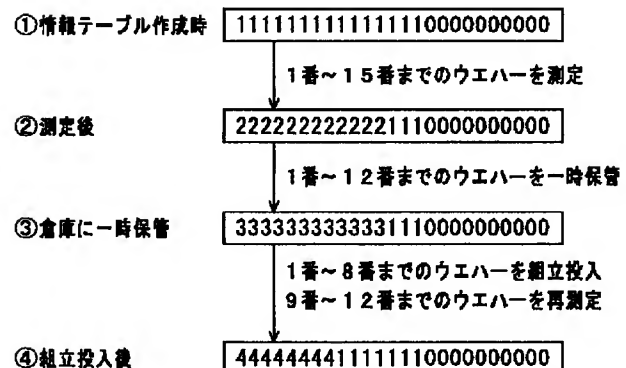 ①情報テーブル作成時 1111111111111110000000000
1番~15番までのウエハーを測定
②測定後 2222222222221110000000000
1番~12番までのウエハーを一時保管
③倉庫に一時保管 3333333333331110000000000
1番~8番までのウエハーを組立投入
9番~12番までのウエハーを再測定
④組立投入後 4444444411111110000000000